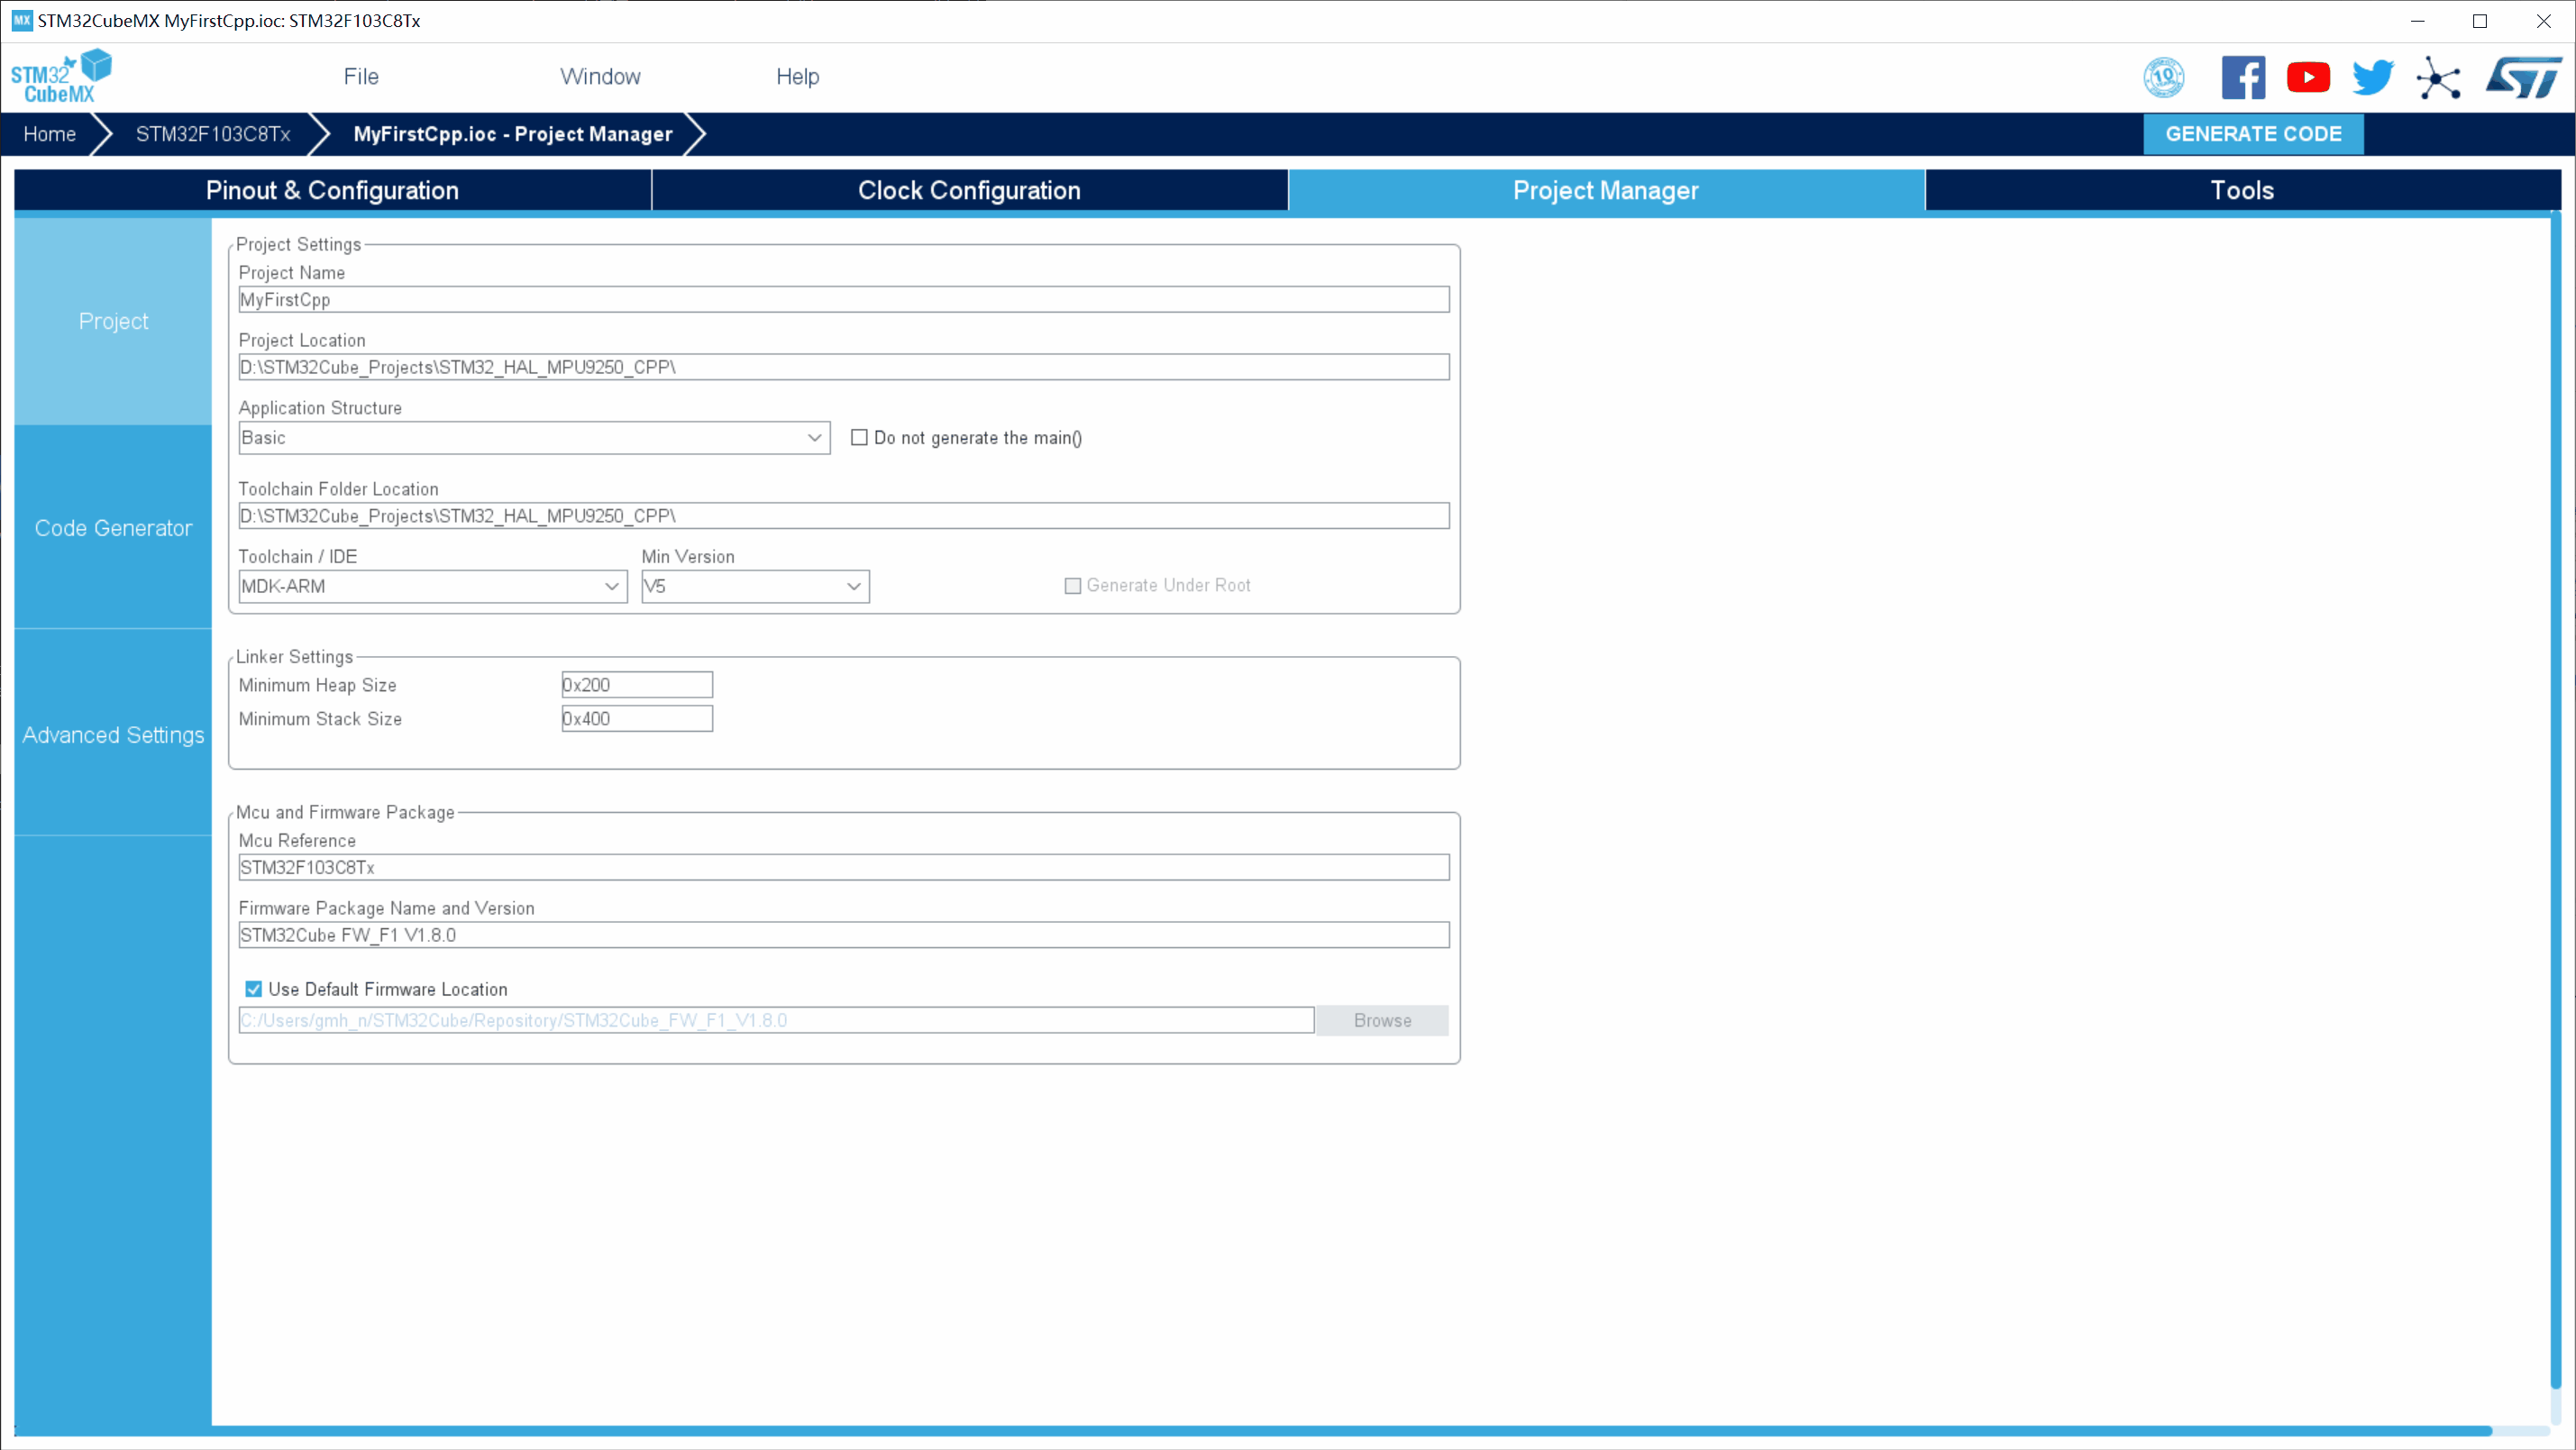 MX STM32CubeMX MyFirstCpp.ioc: STM32F103C8Tx
STM32
CubeMX
File
Window
Help
10
ST
Home
STM32F103C8Tx
MyFirstCpp.ioc - Project Manager
GENERATE CODE
Pinout & Configuration
Clock Configuration
Project Manager
Tools
Project
Code Generator
Advanced Settings
Project Settings
Project Name
MyFirstCpp
Project Location
D:\STM32Cube_Projects\STM32_HAL_MPU9250_CPP\
Application Structure
Basic
Do not generate the main()
Toolchain Folder Location
D:\STM32Cube_Projects\STM32_HAL_MPU9250_CPP\
Toolchain / IDE
Min Version
MDK-ARM
V5
Generate Under Root
Linker Settings
Minimum Heap Size
0x200
Minimum Stack Size
0x400
Mcu and Firmware Package
Mcu Reference
STM32F103C8Tx
Firmware Package Name and Version
STM32Cube FW_F1 V1.8.0
Use Default Firmware Location
C:/Users/gmh_n/STM32Cube/Repository/STM32Cube_FW_F1_V1.8.0
Browse